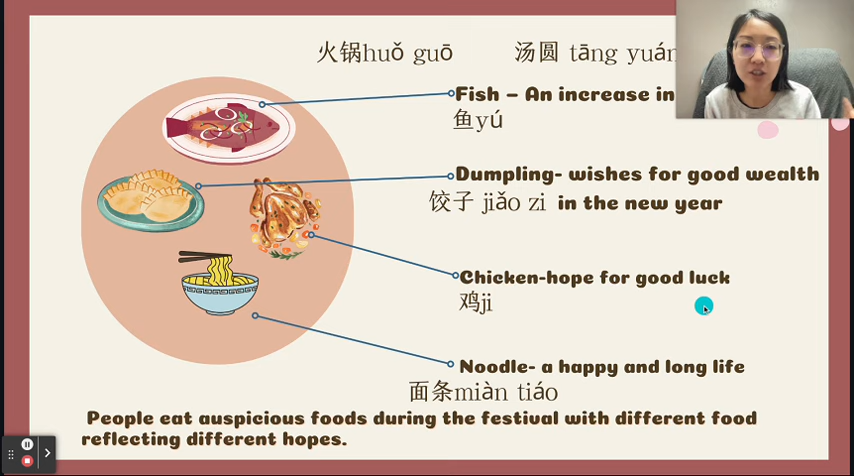 火锅huǒ guō 汤圆 tāng yuán
Fish – An increase in
鱼yú
Dumpling- wishes for good wealth
饺子 jiǎo zi in the new year
Chicken-hope for good luck
鸡ji
Noodle- a happy and long life
面条miàn tiáo
People eat auspicious foods during the festival with different food
reflecting different hopes.